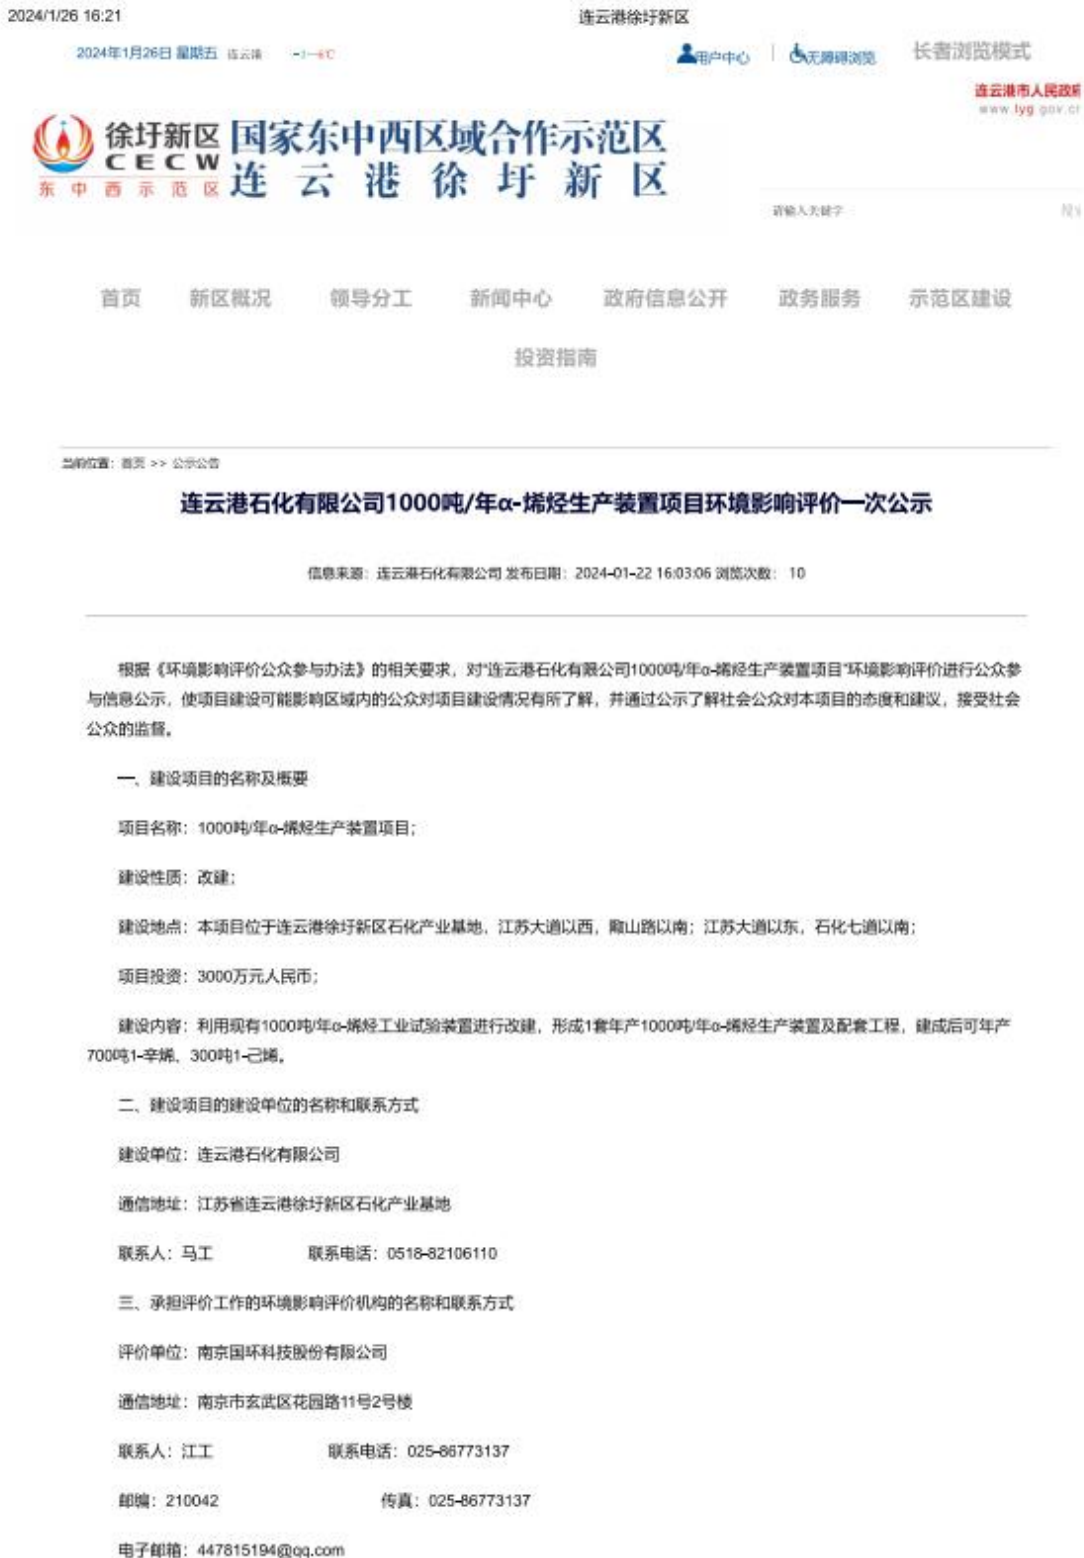 2024/1/26 16:21
连云港徐圩新区
2024年1月26日 星期五 连云港
用户中心
无障碍浏览
长者浏览模式
连云港市人民政府
www.lyg.gov.cn
徐圩新区
CECW
东中西示范区
国家东中西区域合作示范区
连云港徐圩新区
请输入关键字
首页 新区概况 领导分工 新闻中心 政府信息公开 政务服务 示范区建设
投资指南
当前位置：首页 >> 公示公告
连云港石化有限公司1000吨/年α-烯烃生产装置项目环境影响评价一次公示
信息来源：连云港石化有限公司 发布日期：2024-01-22 16:03:06 浏览次数： 10
根据《环境影响评价公众参与办法》的相关要求，对“连云港石化有限公司1000吨/年α-烯烃生产装置项目”环境影响评价进行公众参
与信息公示，使项目建设可能影响区域内的公众对项目建设情况有所了解，并通过公示了解社会公众对本项目的态度和建议，接受社会
公众的监督。
一、建设项目的名称及概要
项目名称：1000吨/年α-烯烃生产装置项目；
建设性质：改建；
建设地点：本项目位于连云港徐圩新区石化产业基地，江苏大道以西，山路以南；江苏大道以东，石化七道以南；
项目投资：3000万元人民币；
建设内容：利用现有1000吨/年α-烯烃工业试验装置进行改建，形成1套年产1000吨/年α-烯烃生产装置及配套工程，建成后可年产
700吨1-辛烯、300吨1-己烯。
二、建设项目的建设单位的名称和联系方式
建设单位：连云港石化有限公司
通信地址：江苏省连云港徐圩新区石化产业基地
联系人：马工 联系电话：0518-82106110
三、承担评价工作的环境影响评价机构的名称和联系方式
评价单位：南京国环科技股份有限公司
通信地址：南京市玄武区花园路11号2号楼
联系人：江工 联系电话：025-86773137
邮编：210042 传真：025-86773137
电子邮箱：447815194@qq.com